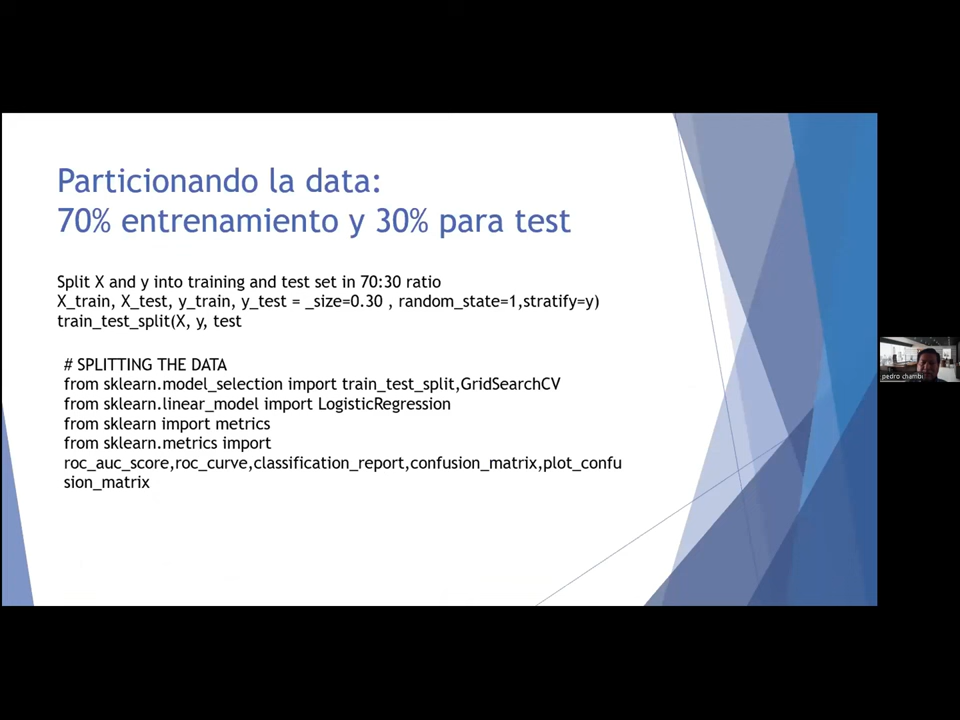 Particionando la data:
70% entrenamiento y 30% para test
Split X and y into training and test set in 70:30 ratio
X_train, X_test, y_train, y_test = _size=0.30 , random_state=1,stratify=y)
train_test_split(X, y, test
# SPLITTING THE DATA
from sklearn.model_selection import train_test_split,GridSearchCV
from sklearn.linear_model import LogisticRegression
from sklearn import metrics
from sklearn.metrics import
roc_auc_score,roc_curve,classification_report,confusion_matrix,plot_confu
sion_matrix
pedro chambi